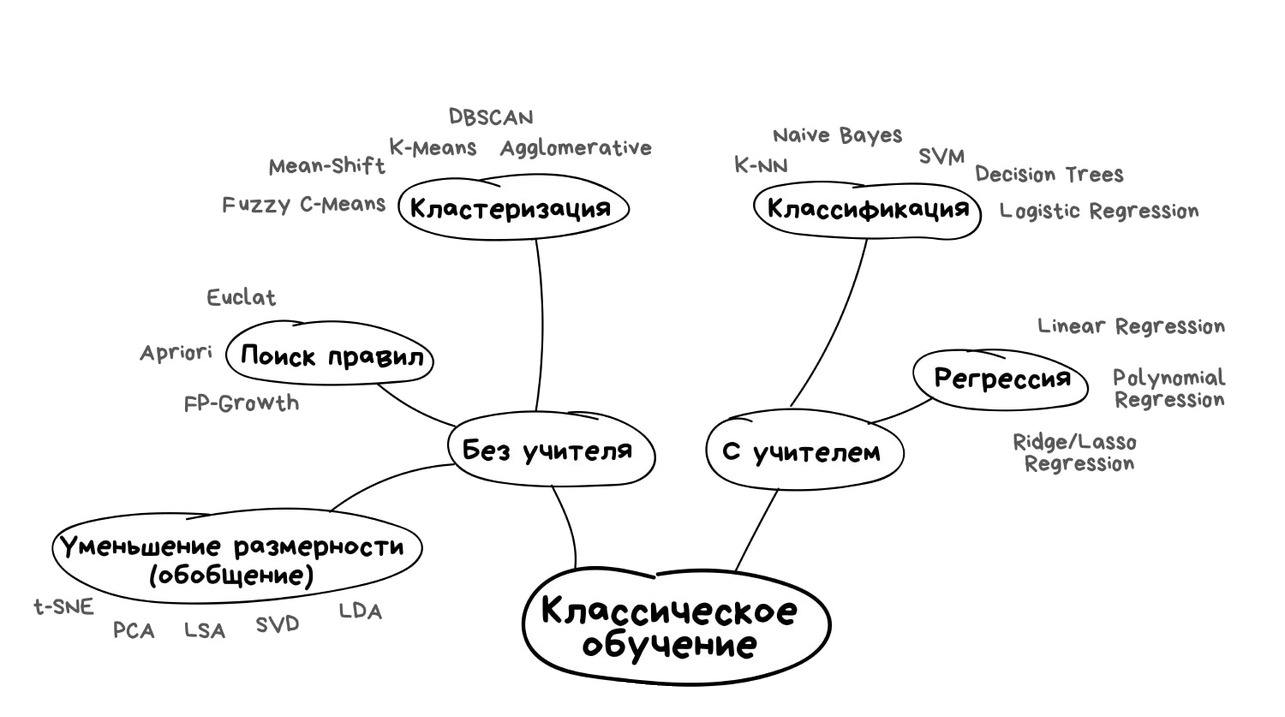 DBSCAN
Naive Bayes
K-Means
Agglomerative
SVM
Mean-Shift
K-NN
Decision Trees
Fuzzy C-Means
Кластеризация
Классификация
Logistic Regression
Euclat
Linear Regression
Apriori
Поиск правил
Регрессия
Polynomial
Regression
FP-Growth
Без учителя
С учителем
Ridge/Lasso
Regression
Уменьшение размерности
(обобщение)
t-SNE
PCA
LSA
SVD
LDA
Классическое
обучение